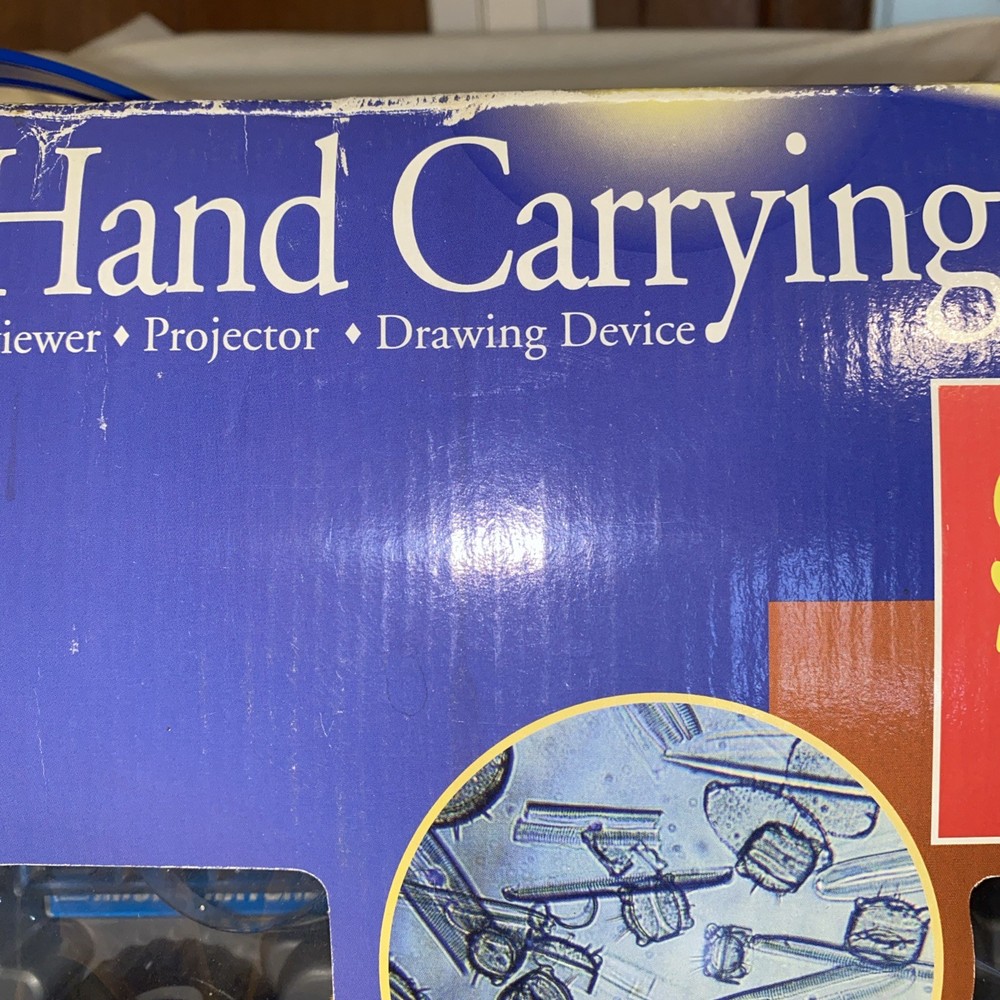 Hand Carrying
iewer ♦ Projector ♦ Drawing Device